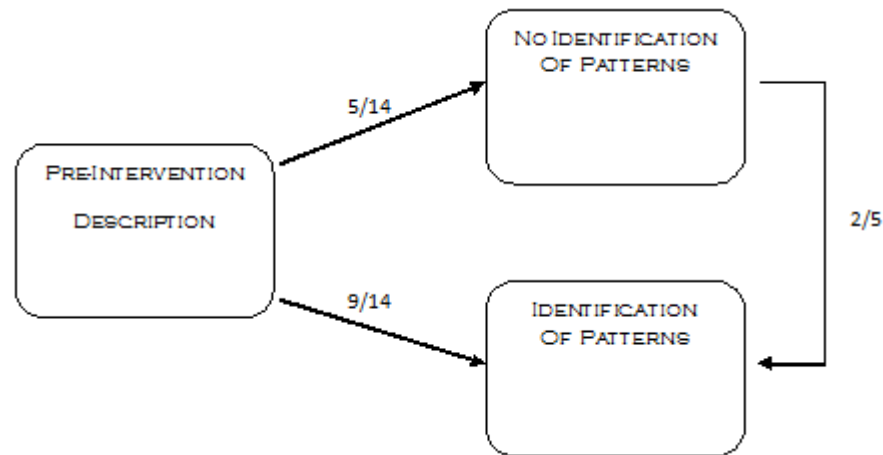 No Identification
Of Patterns
5/14
Pre-Intervention
Description
2/5
9/14
Identification
Of Patterns